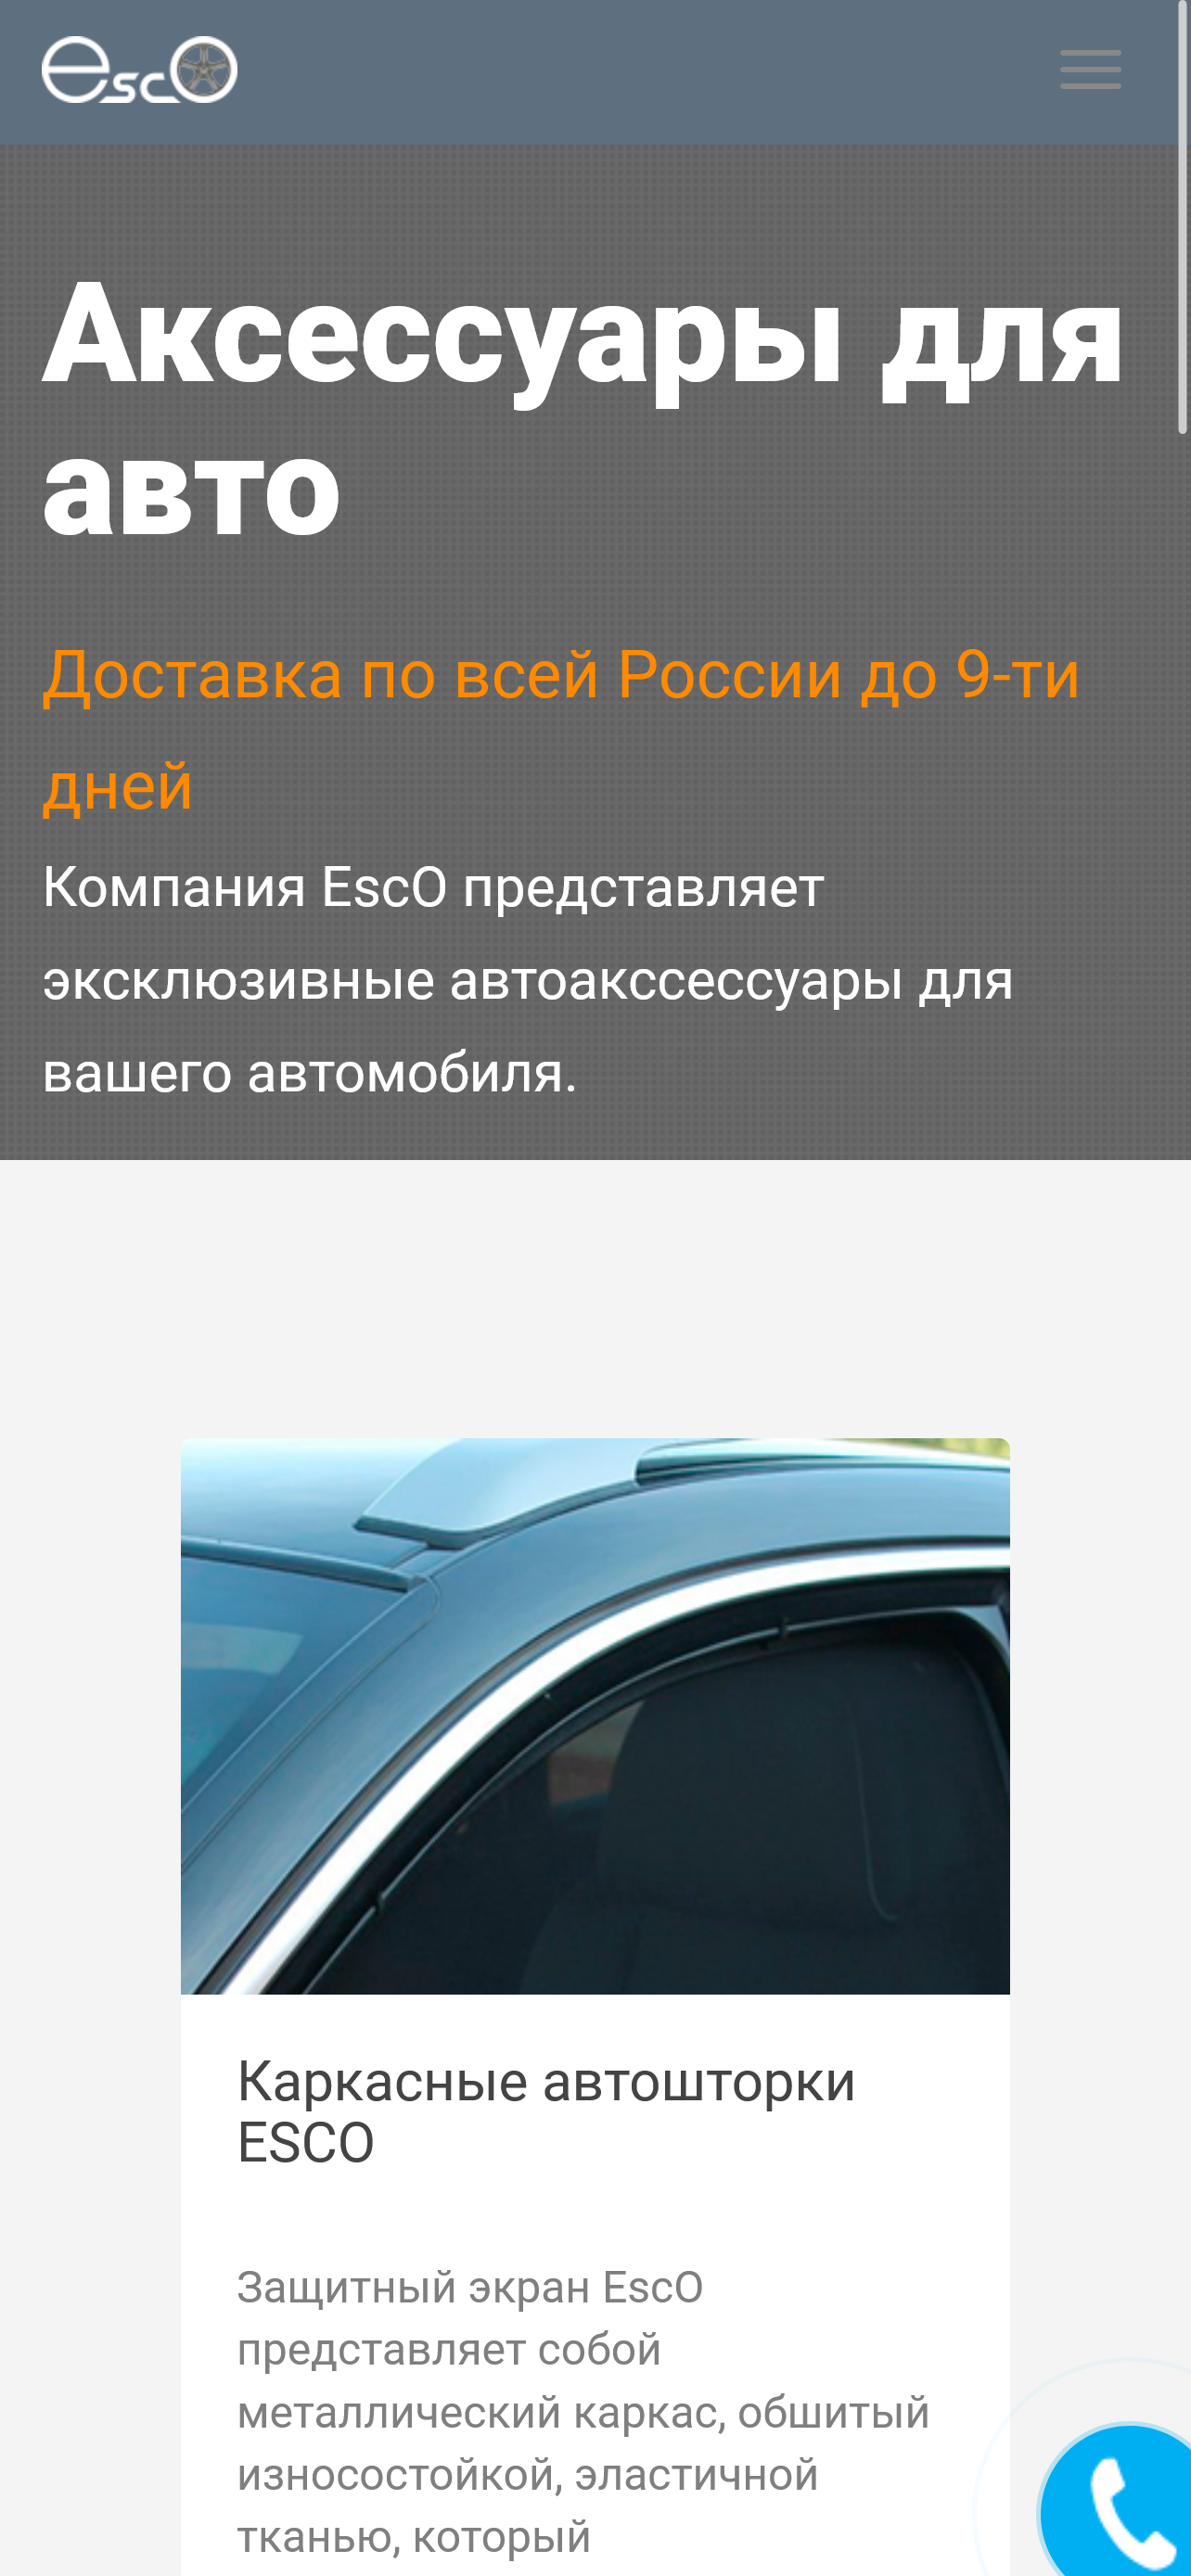 escO
Аксессуары для
авто
Доставка по всей России до 9-ти
дней
Компания EscO представляет
эксклюзивные автоакссессуары для
вашего автомобиля.
Каркасные автошторки
ESCO
Защитный экран EscO
представляет собой
металлический каркас, обшитый
износостойкой, эластичной
тканью, который